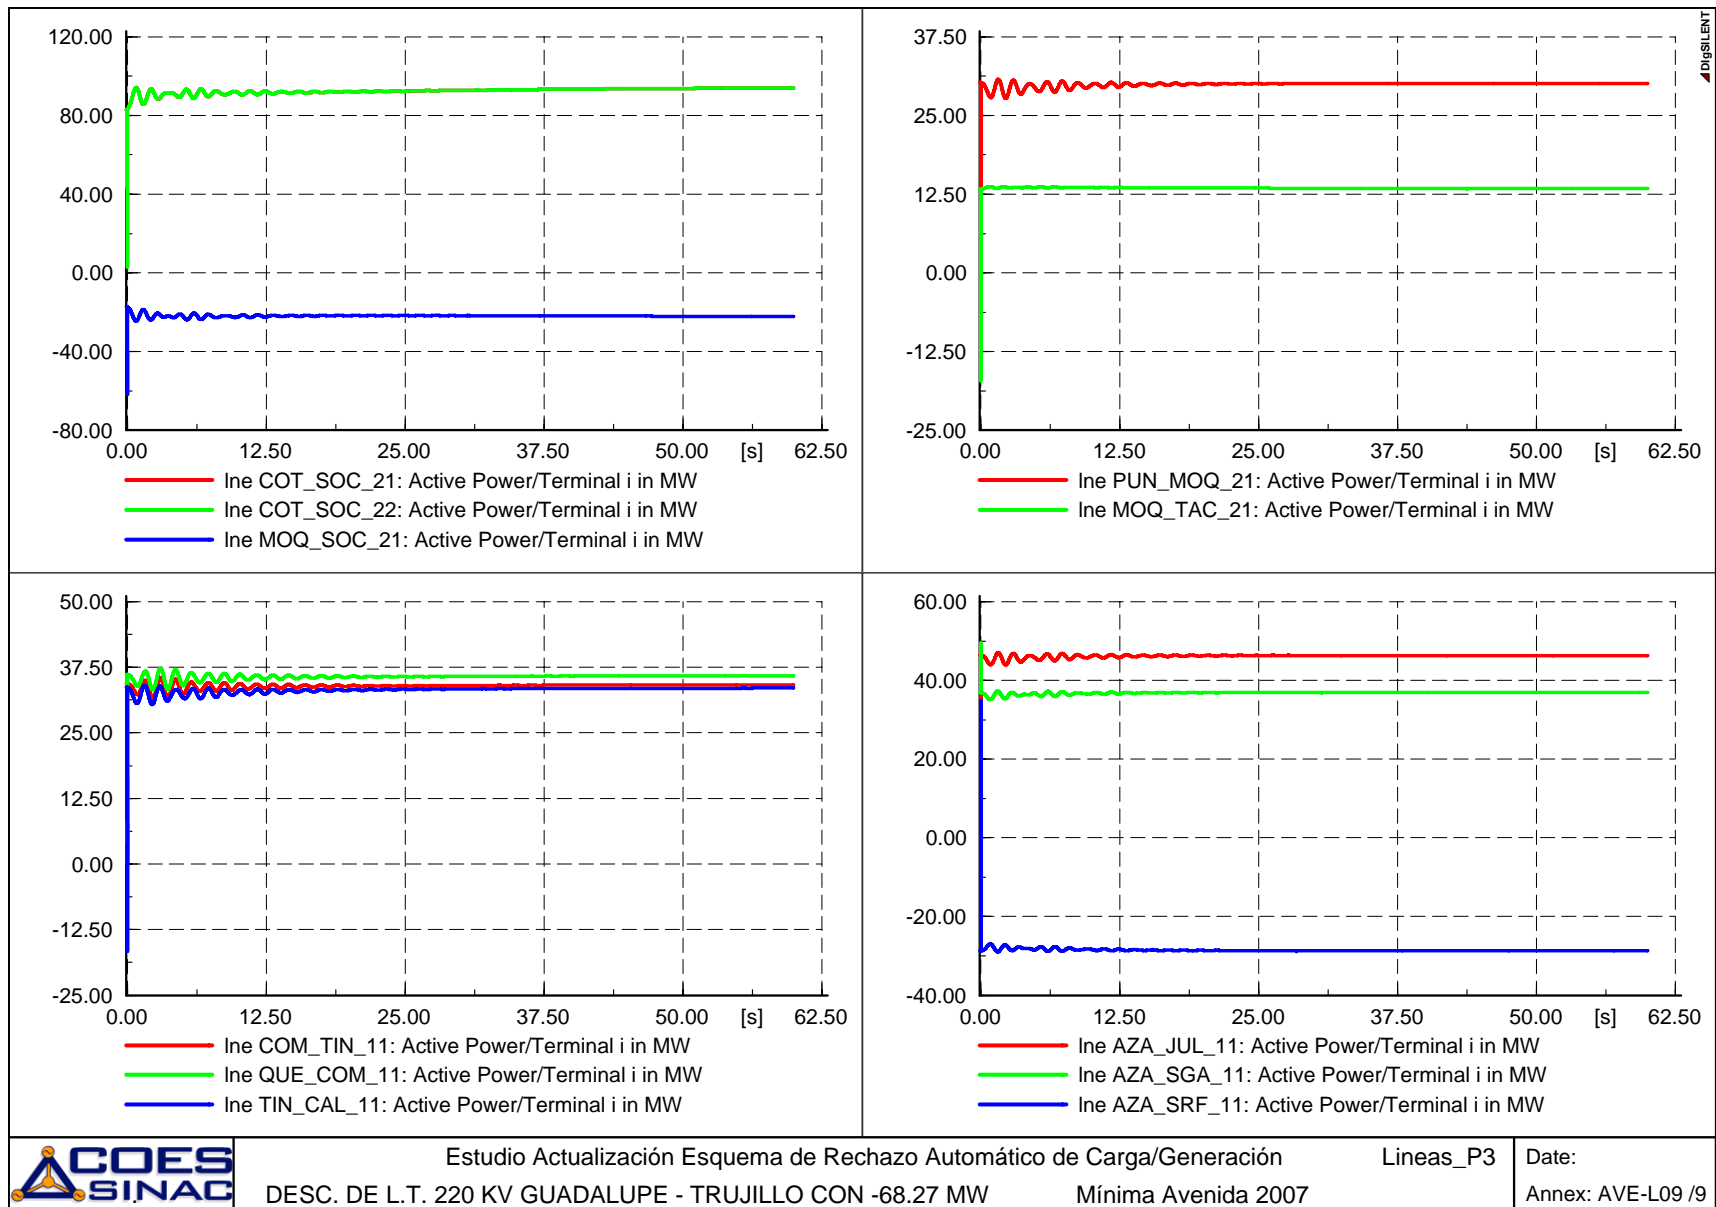 120.00
80.00
40.00
0.00
-40.00
-80.00
0.00 12.50 25.00 37.50 50.00 [s] 62.50
lne COT_SOC_21: Active Power/Terminal i in MW
lne COT_SOC_22: Active Power/Terminal i in MW
lne MOQ_SOC_21: Active Power/Terminal i in MW
37.50
25.00
12.50
0.00
-12.50
-25.00
0.00 12.50 25.00 37.50 50.00 [s] 62.50
lne PUN_MOQ_21: Active Power/Terminal i in MW
lne MOQ_TAC_21: Active Power/Terminal i in MW
DIgSILENT
50.00
37.50
25.00
12.50
0.00
-12.50
-25.00
0.00 12.50 25.00 37.50 50.00 [s] 62.50
lne COM_TIN_11: Active Power/Terminal i in MW
lne QUE_COM_11: Active Power/Terminal i in MW
lne TIN_CAL_11: Active Power/Terminal i in MW
60.00
40.00
20.00
0.00
-20.00
-40.00
0.00 12.50 25.00 37.50 50.00 [s] 62.50
lne AZA_JUL_11: Active Power/Terminal i in MW
lne AZA_SGA_11: Active Power/Terminal i in MW
lne AZA_SRF_11: Active Power/Terminal i in MW
COES
SINAC
Estudio Actualización Esquema de Rechazo Automático de Carga/Generación Lineas_P3
DESC. DE L.T. 220 KV GUADALUPE - TRUJILLO CON -68.27 MW Mínima Avenida 2007
Date:
Annex: AVE-L09 /9